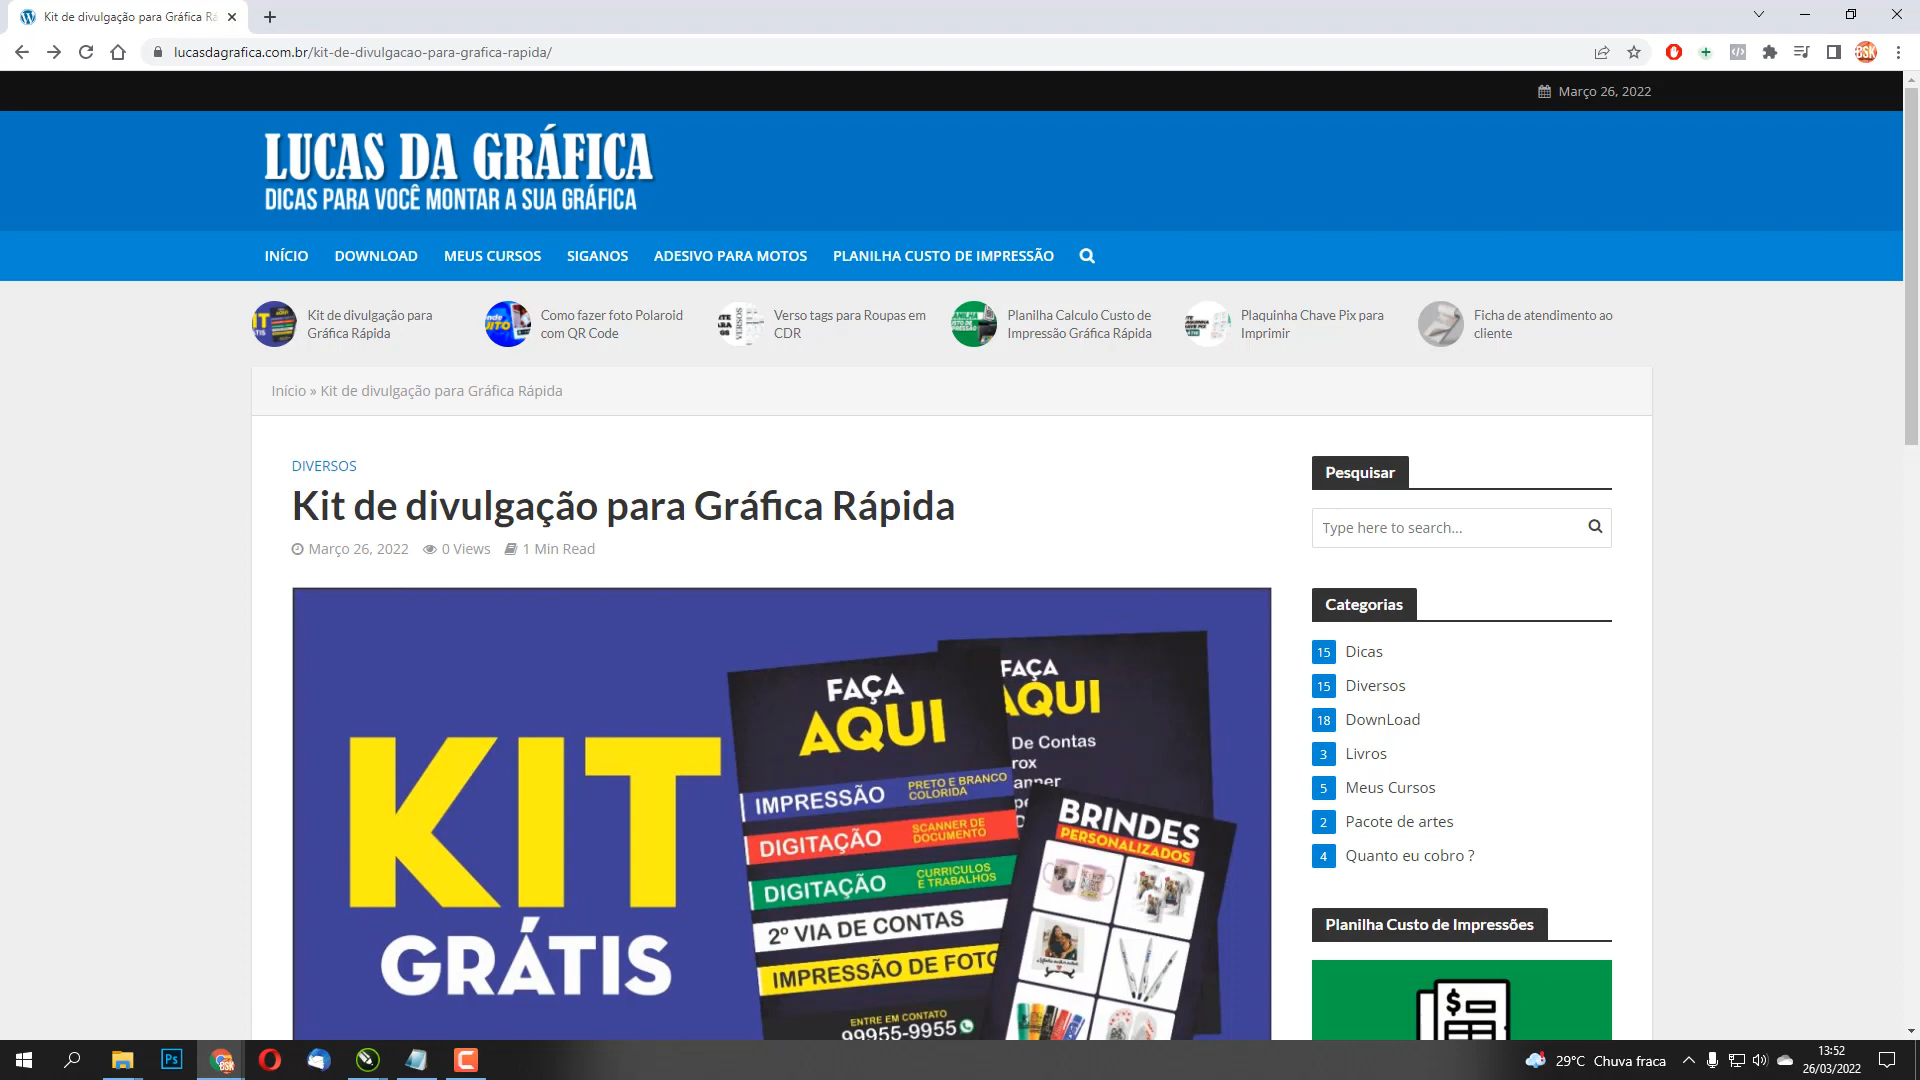 Kit de divulgação para Gráfica Rá
lucasdagrafica.com.br/kit-de-divulgacao-para-grafica-rapida/
Março 26, 2022
LUCAS DA GRÁFICA
DICAS PARA VOCÊ MONTAR A SUA GRÁFICA
INÍCIO DOWNLOAD MEUS CURSOS SIGANOS ADESIVO PARA MOTOS PLANILHA CUSTO DE IMPRESSÃO
Kit de divulgação para
Gráfica Rápida
Como fazer foto Polaroid
com QR Code
Verso tags para Roupas em
CDR
Planilha Calculo Custo de
Impressão Gráfica Rápida
Plaquinha Chave Pix para
Imprimir
Ficha de atendimento ao
cliente
Início » Kit de divulgação para Gráfica Rápida
DIVERSOS
Kit de divulgação para Gráfica Rápida
Março 26, 2022 0 Views 1 Min Read
KIT
GRÁTIS
FAÇA
AQUI
IMPRESSÃO PRETO E BRANCO
COLORIDA
DIGITAÇÃO SCANNER DE
DOCUMENTO
DIGITAÇÃO CURRICULOS
E TRABALHOS
2º VIA DE CONTAS
IMPRESSÃO DE FOTO
ENTRE EM CONTATO
99955-9955
FAÇA
AQUI
De Contas
rox
anner
BRINDES
PERSONALIZADOS
Pesquisar
Type here to search...
Categorias
15 Dicas
15 Diversos
18 DownLoad
3 Livros
5 Meus Cursos
2 Pacote de artes
4 Quanto eu cobro ?
Planilha Custo de Impressões
$
Ps
BSK
29°C Chuva fraca
13:52
26/03/2022